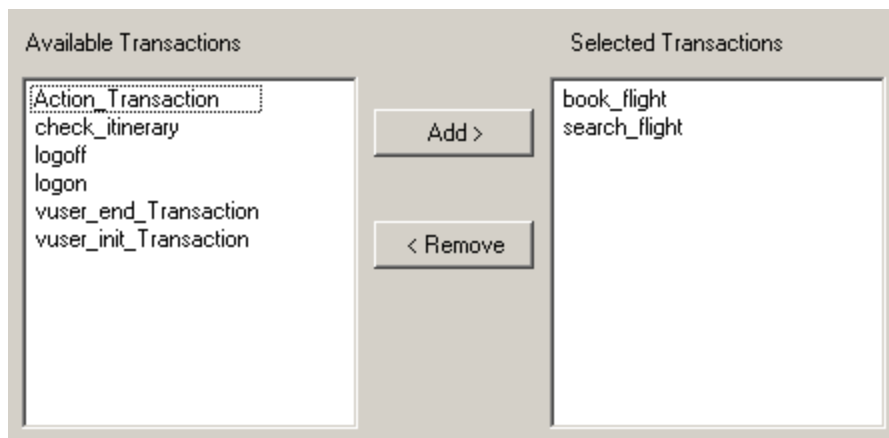 Available Transactions
Selected Transactions
Action_Transaction
check_itinerary
logoff
logon
vuser_end_Transaction
vuser_init_Transaction
Add >
< Remove
book_flight
search_flight